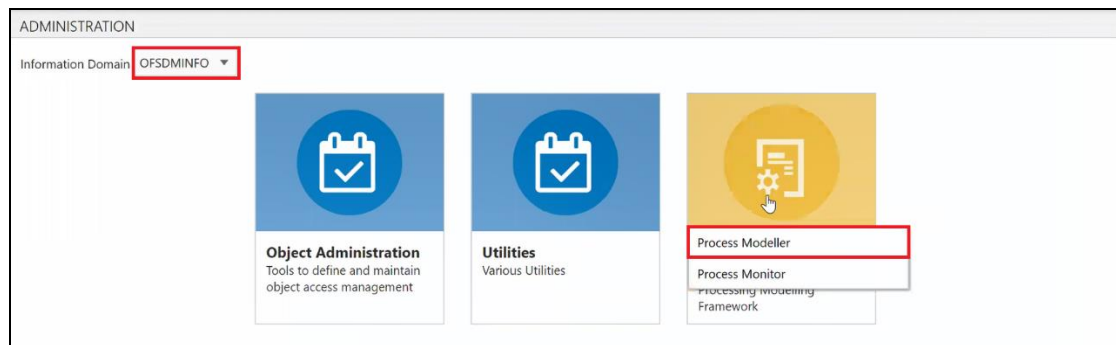 ADMINISTRATION
Information Domain OFSDMINFO
Object Administration
Tools to define and maintain
object access management
Utilities
Various Utilities
Process Modeller
Process Monitor
Processing Modelling
Framework